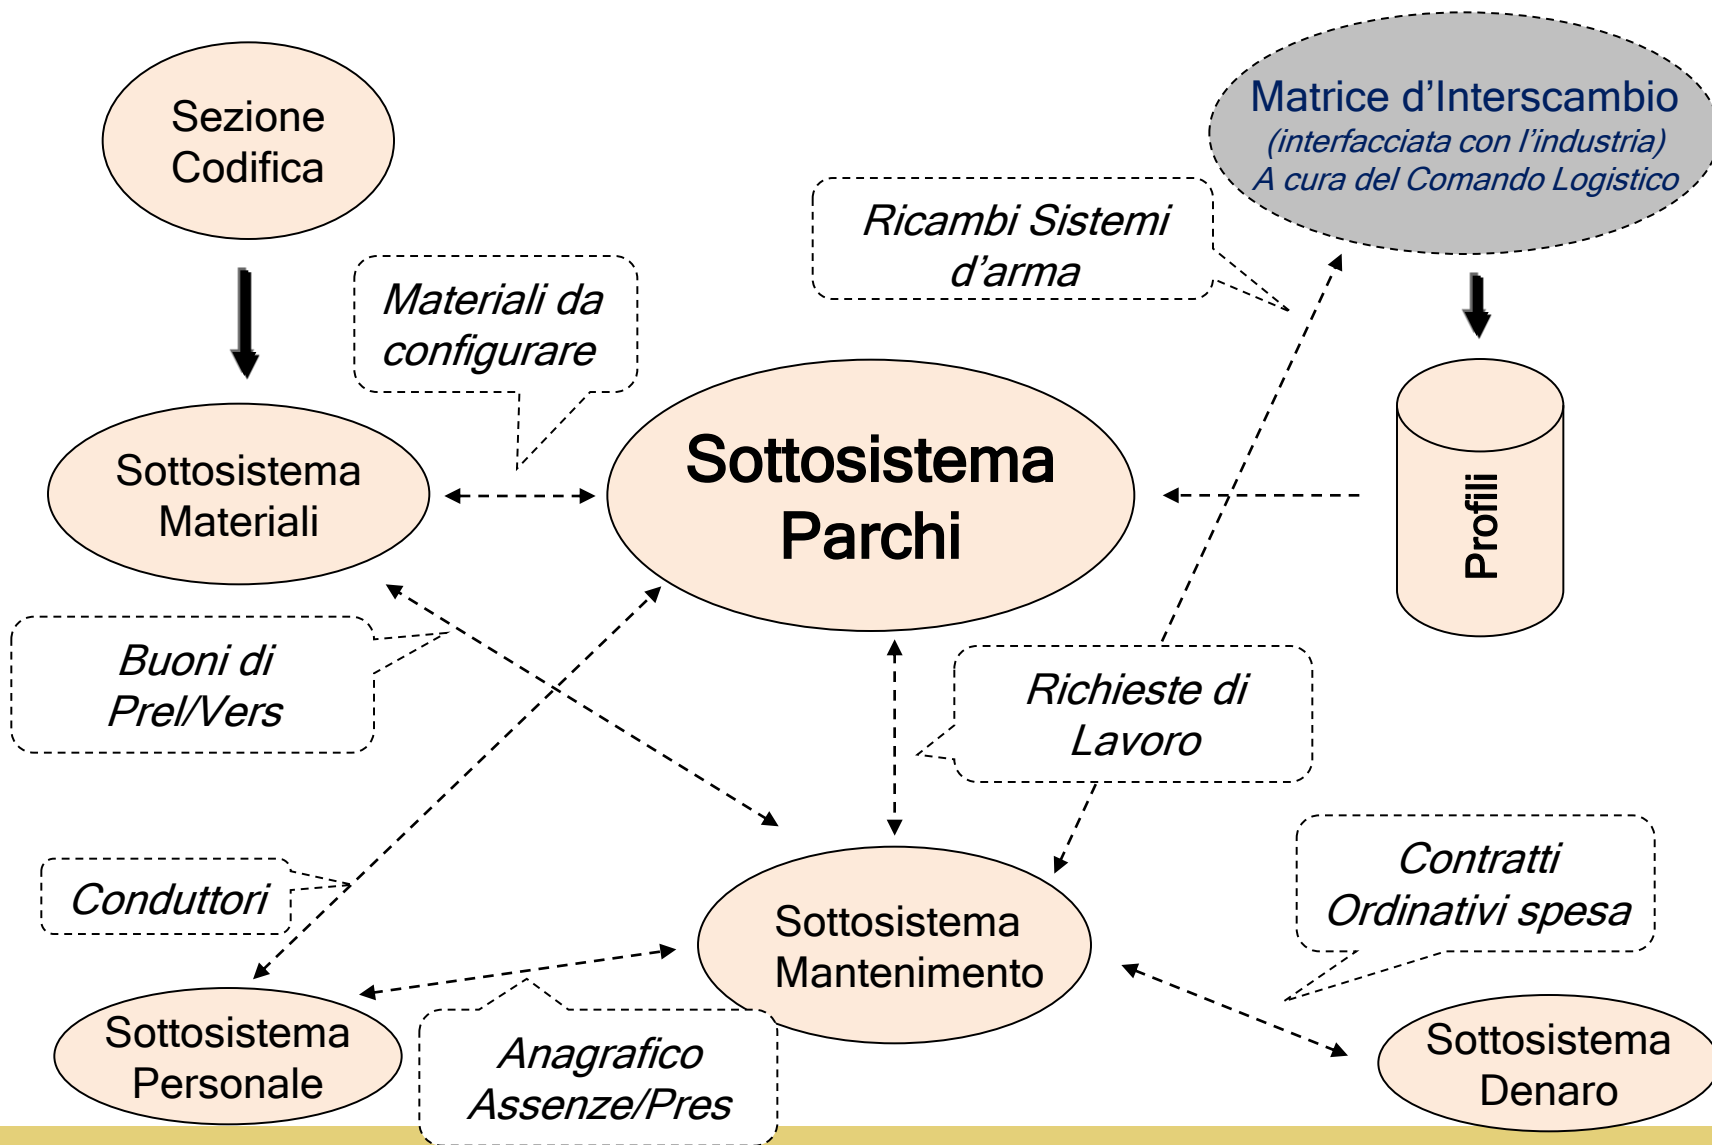 Sezione
Codifica
Matrice d’Interscambio
(interfacciata con l’industria)
A cura del Comando Logistico
Ricambi Sistemi
d’arma
Materiali da
configurare
Sottosistema
Materiali
Sottosistema
Parchi
Profili
Buoni di
Prel/Vers
Richieste di
Lavoro
Conduttori
Contratti
Ordinativi spesa
Sottosistema
Mantenimento
Sottosistema
Personale
Anagrafico
Assenze/Pres
Sottosistema
Denaro